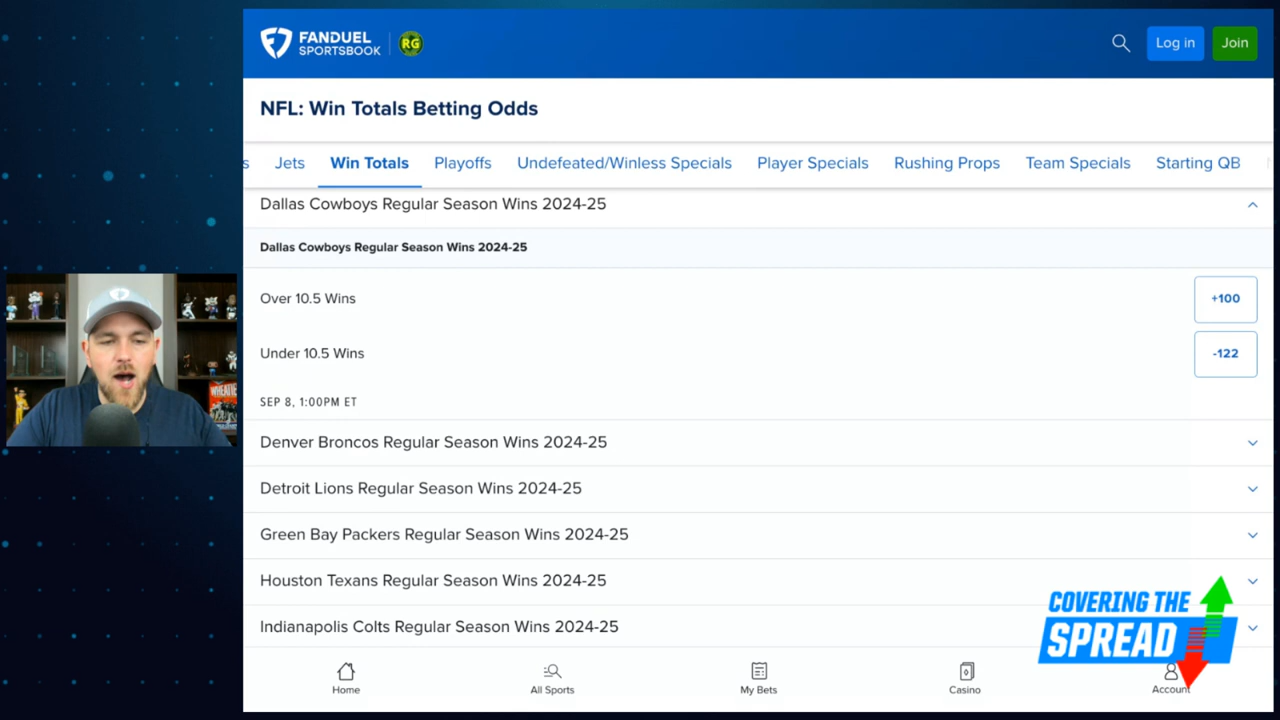 FANDUEL
SPORTSBOOK
RG
Log in
Join
NFL: Win Totals Betting Odds
s
Jets
Win Totals
Playoffs
Undefeated/Winless Specials
Player Specials
Rushing Props
Team Specials
Starting QB
Dallas Cowboys Regular Season Wins 2024-25
Dallas Cowboys Regular Season Wins 2024-25
Over 10.5 Wins
+100
Under 10.5 Wins
-122
SEP 8, 1:00PM ET
Denver Broncos Regular Season Wins 2024-25
Detroit Lions Regular Season Wins 2024-25
Green Bay Packers Regular Season Wins 2024-25
Houston Texans Regular Season Wins 2024-25
Indianapolis Colts Regular Season Wins 2024-25
WHEATIES
COVERING THE
SPREAD
Home
All Sports
My Bets
Casino
Account